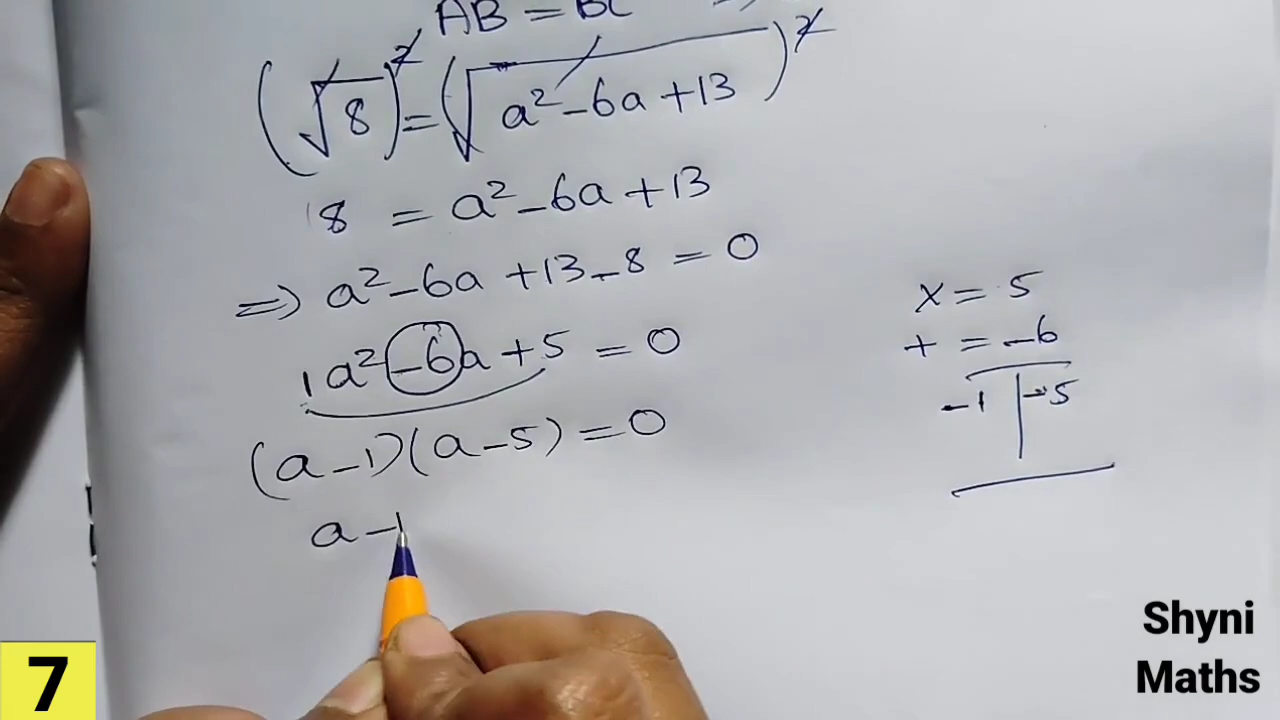 AB = BC
(√8)² = (√a² - 6a + 13)²
8 = a² - 6a + 13
⇒ a² - 6a + 13 - 8 = 0
1a² - 6a + 5 = 0
(a - 1)(a - 5) = 0
a - 1
x = 5
+ = -6
-1 | -5
7
Shyni
Maths